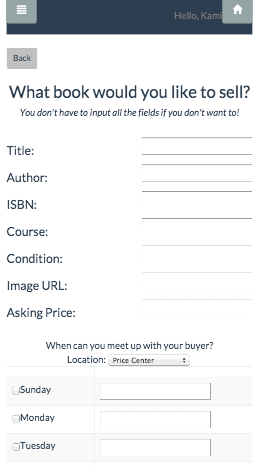 Hello, Kami
Back
What book would you like to sell?
You don't have to input all the fields if you don't want to!
Title:
Author:
ISBN:
Course:
Condition:
Image URL:
Asking Price:
When can you meet up with your buyer?
Location: Price Center
Sunday
Monday
Tuesday